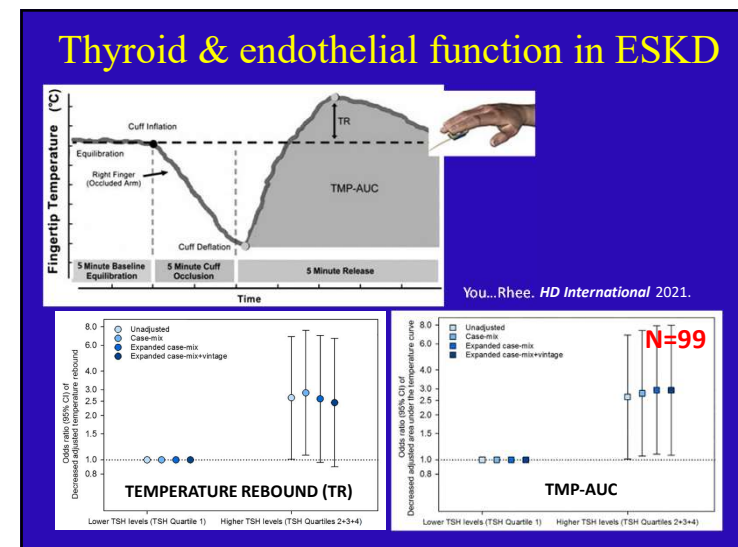 Thyroid & endothelial function in ESKD
Fingertip Temperature (°C)
Cuff Inflation
TR
Equilibration
Right Finger
(Occluded Arm)
TMP-AUC
Cuff Deflation
5 Minute Baseline
Equilibration
5 Minute Cuff
Occlusion
5 Minute Release
Time
You...Rhee. HD International 2021.
Odds ratio (95% CI) of
Decreased adjusted temperature rebound
8.0
6.0
4.0
3.0
2.5
2.0
1.5
1.0
0.8
Unadjusted
Case-mix
Expanded case-mix
Expanded case-mix+vintage
TEMPERATURE REBOUND (TR)
Lower TSH levels (TSH Quartile 1)
Higher TSH levels (TSH Quartiles 2+3+4)
Odds ratio (95% CI) of
Decreased adjusted area under the temperature curve
8.0
6.0
4.0
3.0
2.5
2.0
1.5
1.0
0.8
Unadjusted
Case-mix
Expanded case-mix
Expanded case-mix+vintage
N=99
TMP-AUC
Lower TSH levels (TSH Quartile 1)
Higher TSH levels (TSH Quartiles 2+3+4)